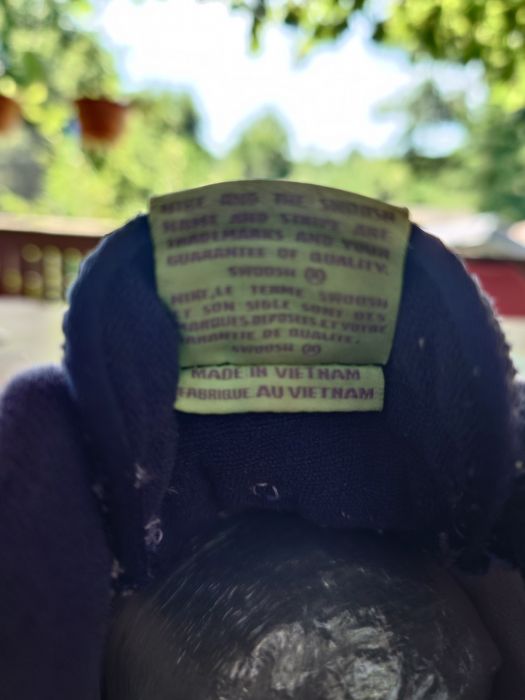 NIKE AND THE SWOOSH
NAME AND STRIPE ARE
TRADEMARKS AND YOUR
GUARANTEE OF QUALITY.
SWOOSH (R)
NIKE, LE TERME SWOOSH
ET SON SIGLE SONT DES
MARQUES DEPOSEES, ET VOTRE
GARANTIE DE QUALITE.
SWOOSH (R)
MADE IN VIETNAM
FABRIQUE AU VIETNAM